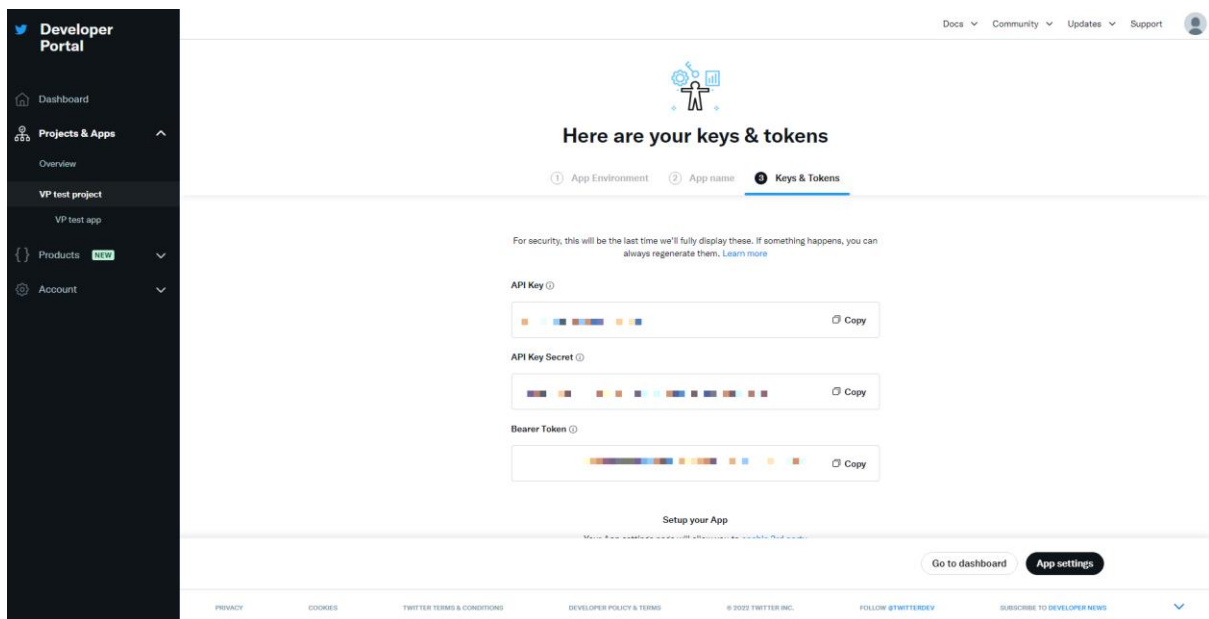 Developer
Portal
Docs
Community
Updates
Support
Dashboard
Projects & Apps
Overview
VP test project
VP test app
Products NEW
Account
Here are your keys & tokens
1 App Environment
2 App name
3 Keys & Tokens
For security, this will be the last time we'll fully display these. If something happens, you can
always regenerate them. Learn more
API Key
Copy
API Key Secret
Copy
Bearer Token
Copy
Setup your App
Go to dashboard
App settings
PRIVACY
COOKIES
TWITTER TERMS & CONDITIONS
DEVELOPER POLICY & TERMS
© 2022 TWITTER INC.
FOLLOW @TWITTERDEV
SUBSCRIBE TO DEVELOPER NEWS